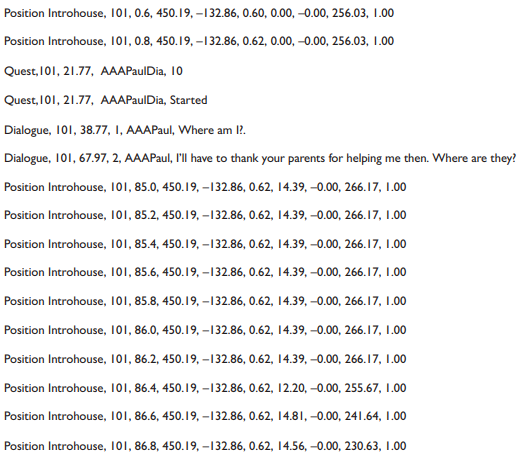 Position Introhouse, 101, 0.6, 450.19, –132.86, 0.60, 0.00, –0.00, 256.03, 1.00
Position Introhouse, 101, 0.8, 450.19, –132.86, 0.62, 0.00, –0.00, 256.03, 1.00
Quest,101, 21.77, AAAPaulDia, 10
Quest,101, 21.77, AAAPaulDia, Started
Dialogue, 101, 38.77, 1, AAAPaul, Where am I?.
Dialogue, 101, 67.97, 2, AAAPaul, I'll have to thank your parents for helping me then. Where are they?
Position Introhouse, 101, 85.0, 450.19, –132.86, 0.62, 14.39, –0.00, 266.17, 1.00
Position Introhouse, 101, 85.2, 450.19, –132.86, 0.62, 14.39, –0.00, 266.17, 1.00
Position Introhouse, 101, 85.4, 450.19, –132.86, 0.62, 14.39, –0.00, 266.17, 1.00
Position Introhouse, 101, 85.6, 450.19, –132.86, 0.62, 14.39, –0.00, 266.17, 1.00
Position Introhouse, 101, 85.8, 450.19, –132.86, 0.62, 14.39, –0.00, 266.17, 1.00
Position Introhouse, 101, 86.0, 450.19, –132.86, 0.62, 14.39, –0.00, 266.17, 1.00
Position Introhouse, 101, 86.2, 450.19, –132.86, 0.62, 14.39, –0.00, 266.17, 1.00
Position Introhouse, 101, 86.4, 450.19, –132.86, 0.62, 12.20, –0.00, 255.67, 1.00
Position Introhouse, 101, 86.6, 450.19, –132.86, 0.62, 14.81, –0.00, 241.64, 1.00
Position Introhouse, 101, 86.8, 450.19, –132.86, 0.62, 14.56, –0.00, 230.63, 1.00